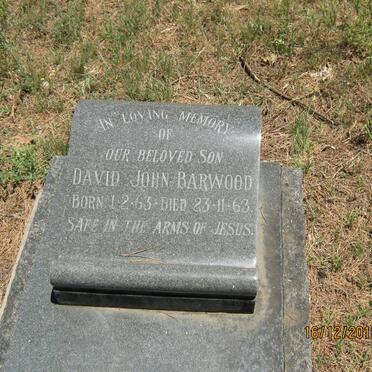 IN LOVING MEMORY
OF
OUR BELOVED SON
DAVID JOHN BARWOOD
BORN 1-2-63-DIED 23-11-63.
SAFE IN THE ARMS OF JESUS.